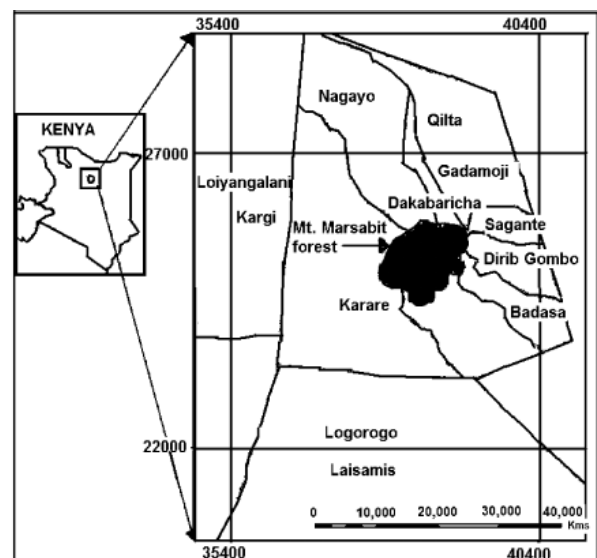 35400
40400
KENYA
Nagayo
Qilta
27000
Gadamoji
Loiyangalani
Kargi
Dakabaricha
Sagante
Mt. Marsabit
forest
Dirib Gombo
Karare
Badasa
Logorogo
22000
Laisamis
0
10,000
20,000
30,000
40,000
Kms
35400
40400